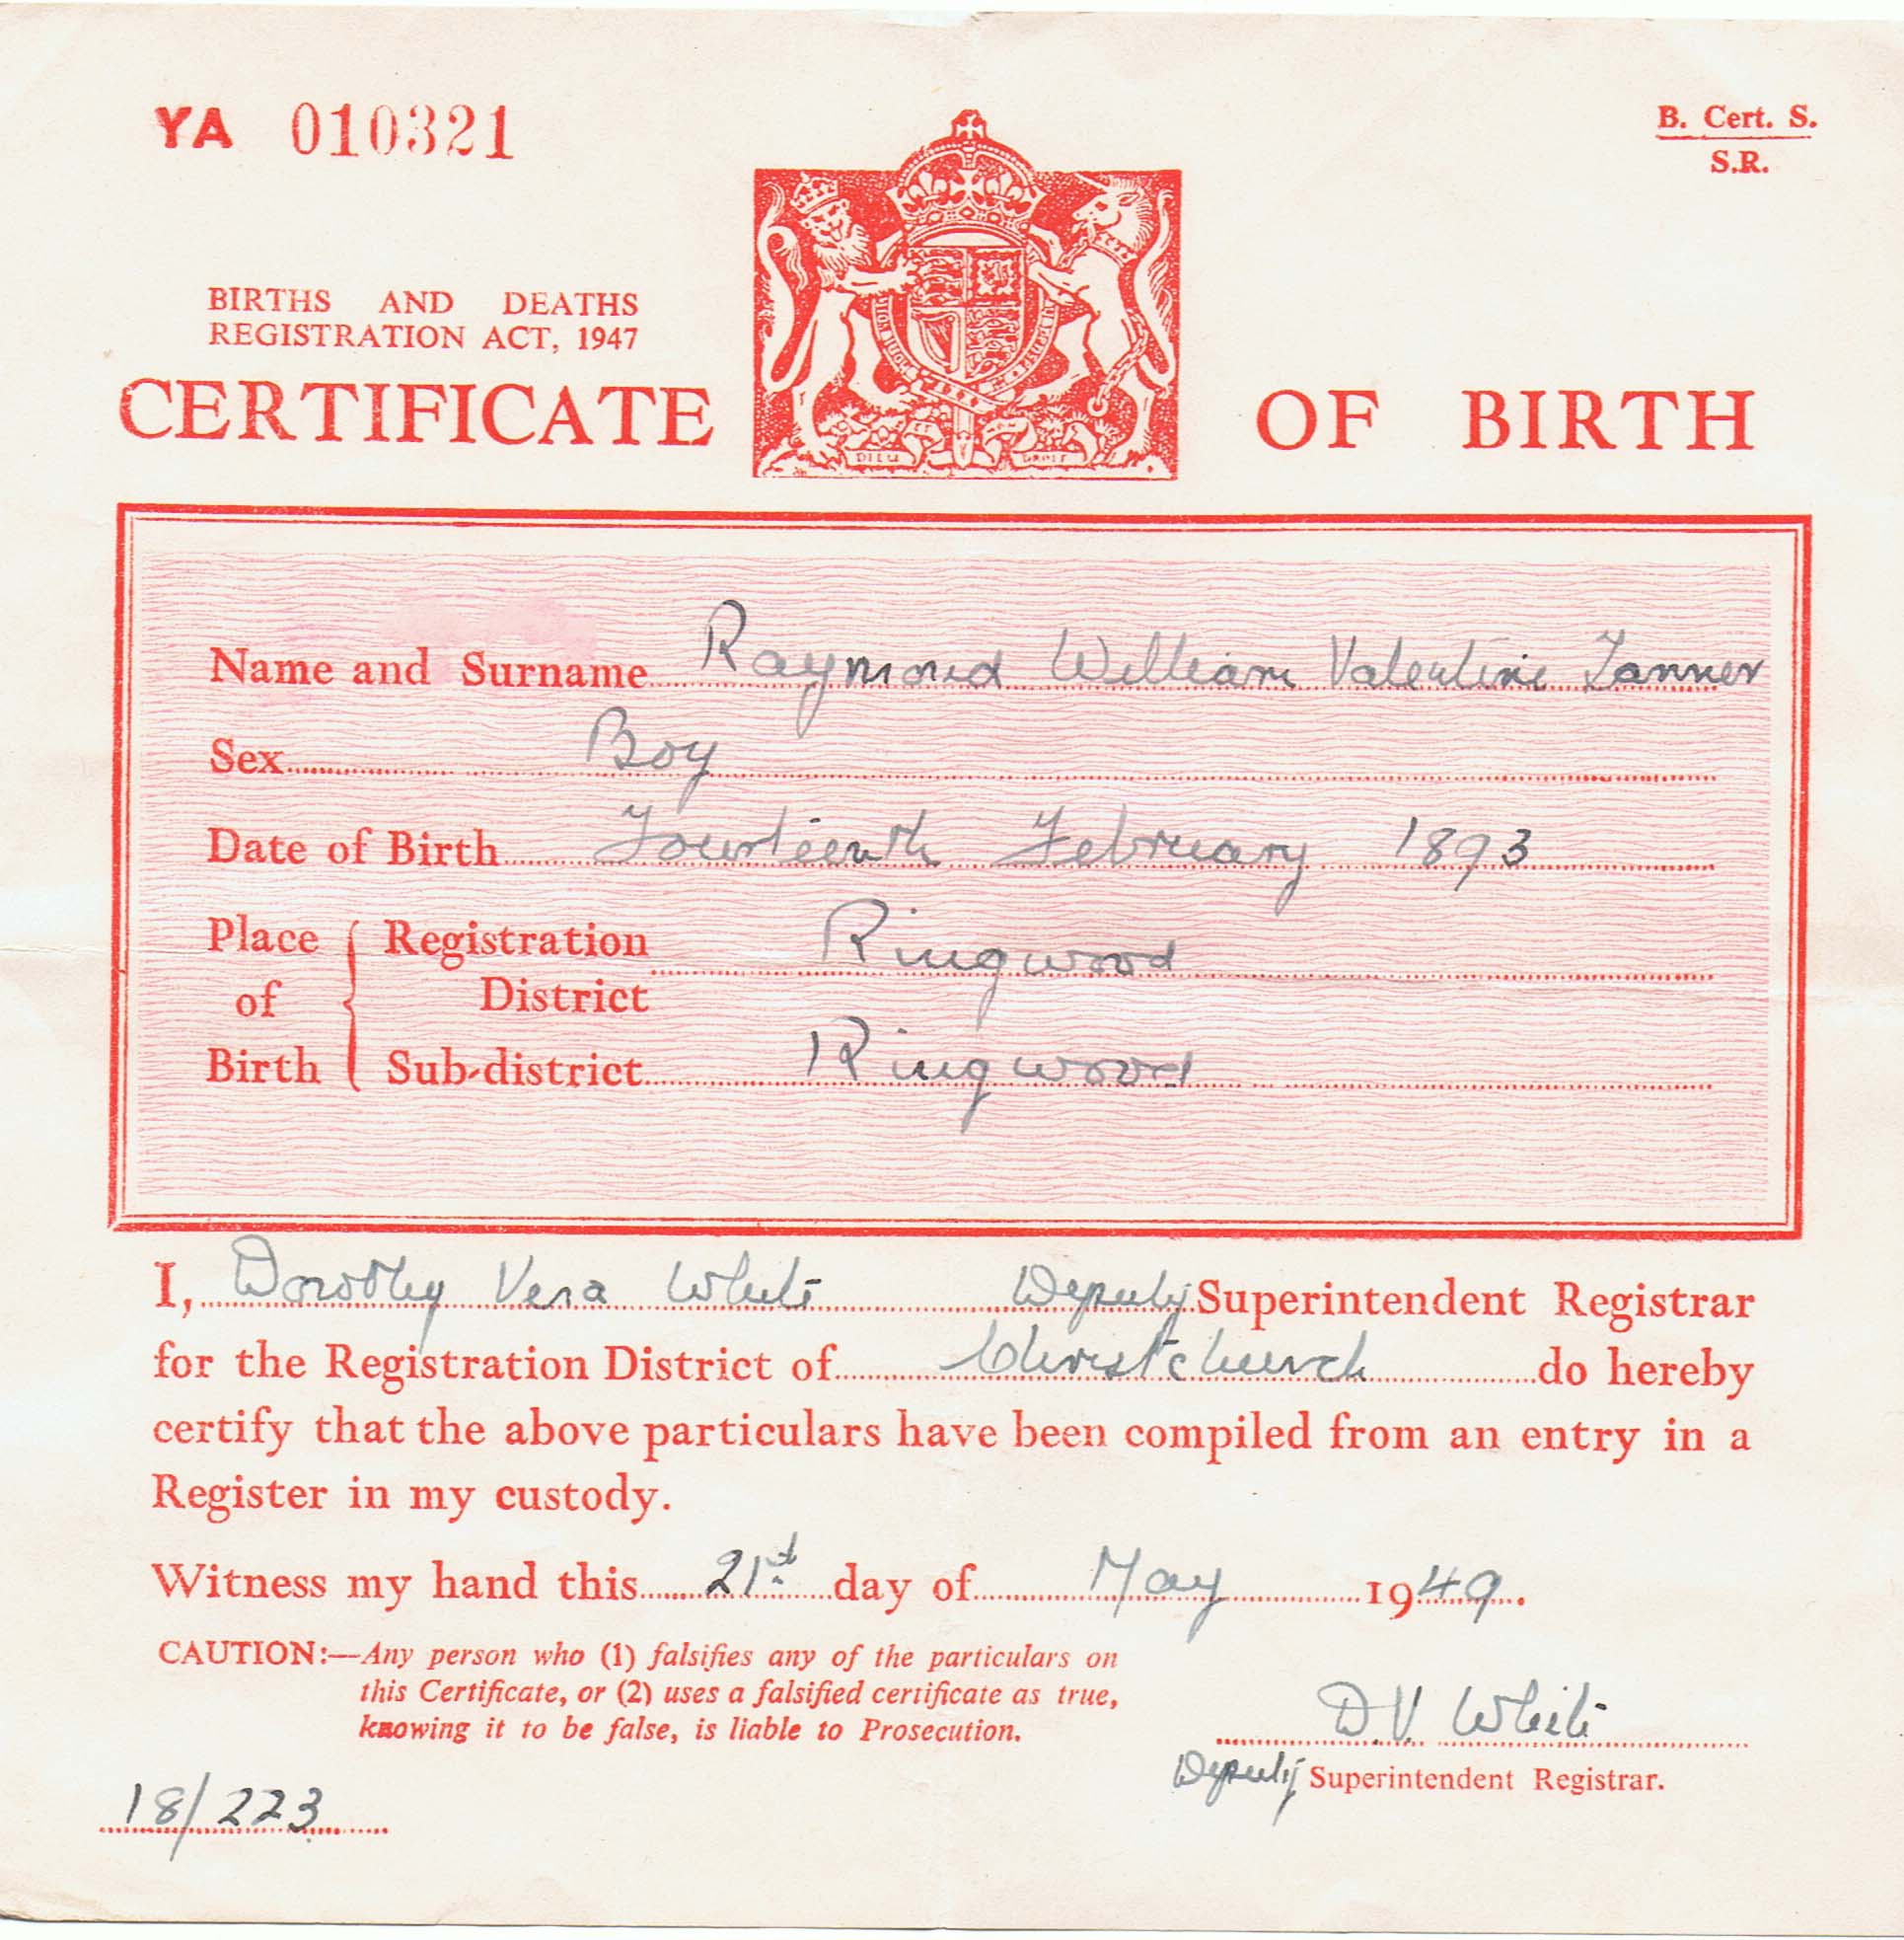 YA 010321
B. Cert. S.
S.R.
BIRTHS AND DEATHS
REGISTRATION ACT, 1947
CERTIFICATE OF BIRTH
DIEU DROIT
Name and Surname Raymond William Valentine Tanner
Sex Boy
Date of Birth Fourteenth February 1893
Place of Birth
Registration District Ringwood
Sub-district Ringwood
I, Dorothy Vera White Deputy Superintendent Registrar
for the Registration District of Christchurch do hereby
certify that the above particulars have been compiled from an entry in a
Register in my custody.
Witness my hand this 21st day of May 1949.
CAUTION:—Any person who (1) falsifies any of the particulars on
this Certificate, or (2) uses a falsified certificate as true,
knowing it to be false, is liable to Prosecution.
D.V. White
Deputy Superintendent Registrar.
18/223